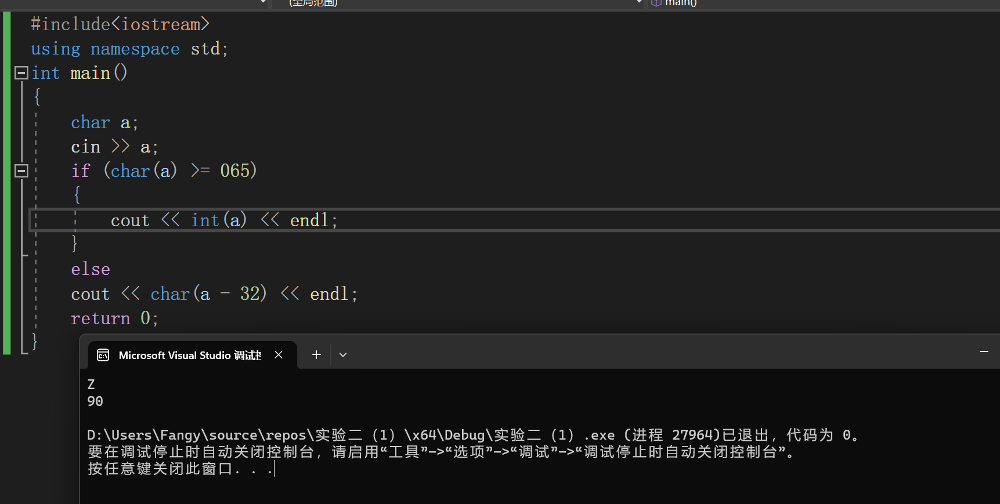 (全局范围) main()
#include<iostream>
using namespace std;
int main()
{
char a;
cin >> a;
if (char(a) >= 065)
{
cout << int(a) << endl;
}
else
cout << char(a - 32) << endl;
return 0;
}
Microsoft Visual Studio 调试控
Z
90
D:\Users\Fangy\source\repos\实验二（1）\x64\Debug\实验二（1）.exe (进程 27964)已退出，代码为 0。
要在调试停止时自动关闭控制台，请启用“工具”->“选项”->“调试”->“调试停止时自动关闭控制台”。
按任意键关闭此窗口. . .